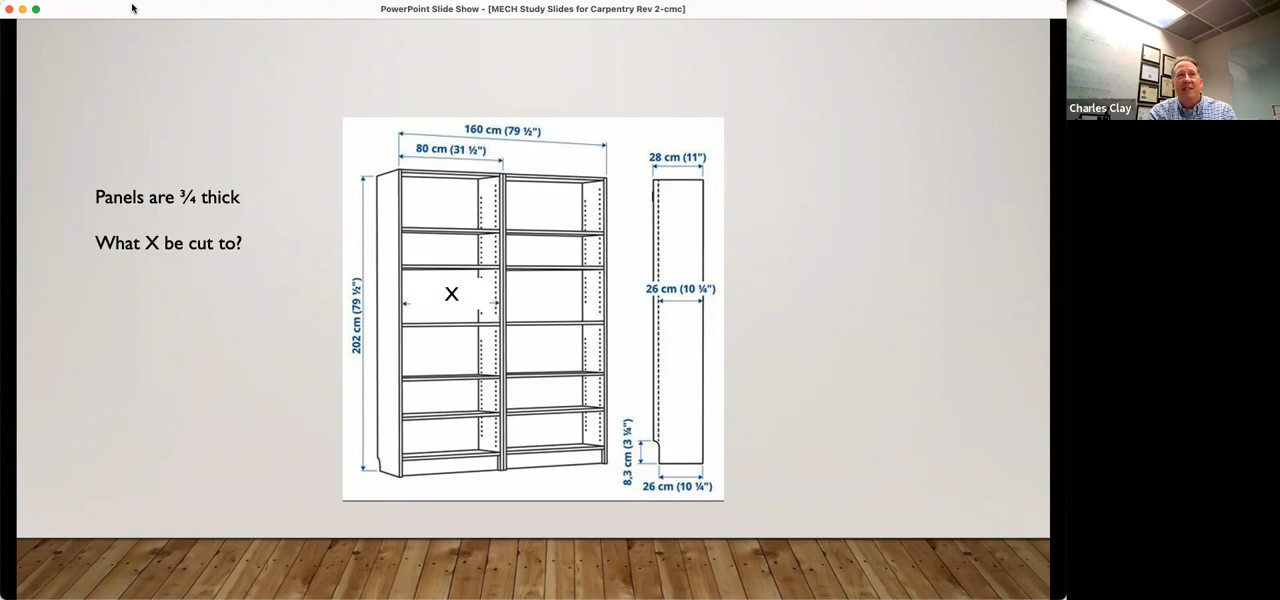 PowerPoint Slide Show - [MECH Study Slides for Carpentry Rev 2-cmc]
Charles Clay
160 cm (79 ½")
80 cm (31 ½")
28 cm (11")
Panels are ¾ thick
What X be cut to?
202 cm (79 ½")
X
26 cm (10 ¼")
8,3 cm (3 ¼")
26 cm (10 ¼")